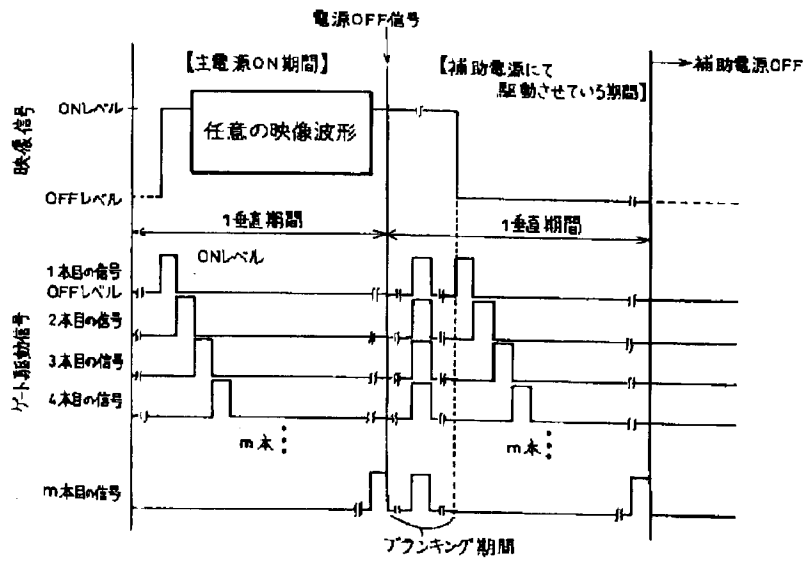 電源OFF信号
【主電源ON期間】
【補助電源にて
駆動させている期間】
補助電源OFF
映像信号
ONレベル
任意の映像波形
OFFレベル
1垂直期間
1垂直期間
ゲート駆動信号
ONレベル
1本目の信号
OFFレベル
2本目の信号
3本目の信号
4本目の信号
m本
m本
m本目の信号
ブランキング期間